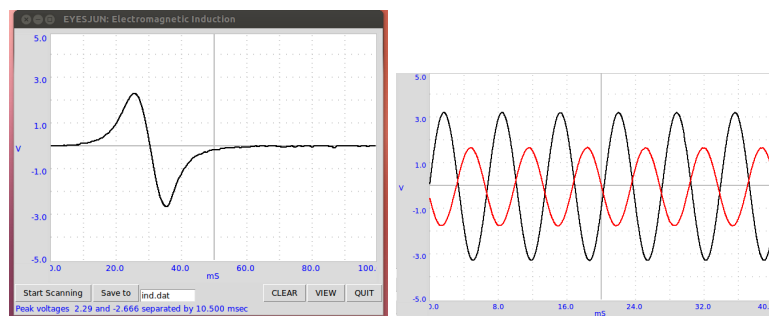 EYESJUN: Electromagnetic Induction
5.0
3.0
1.0
V
-1.0
-3.0
-5.0
0.0 20.0 40.0 60.0 80.0 100.
mS
Start Scanning Save to ind.dat CLEAR VIEW QUIT
Peak voltages 2.29 and -2.666 separated by 10.500 msec
5.0
3.0
1.0
V
-1.0
-3.0
-5.0
0.0 8.0 16.0 24.0 32.0 40.
mS